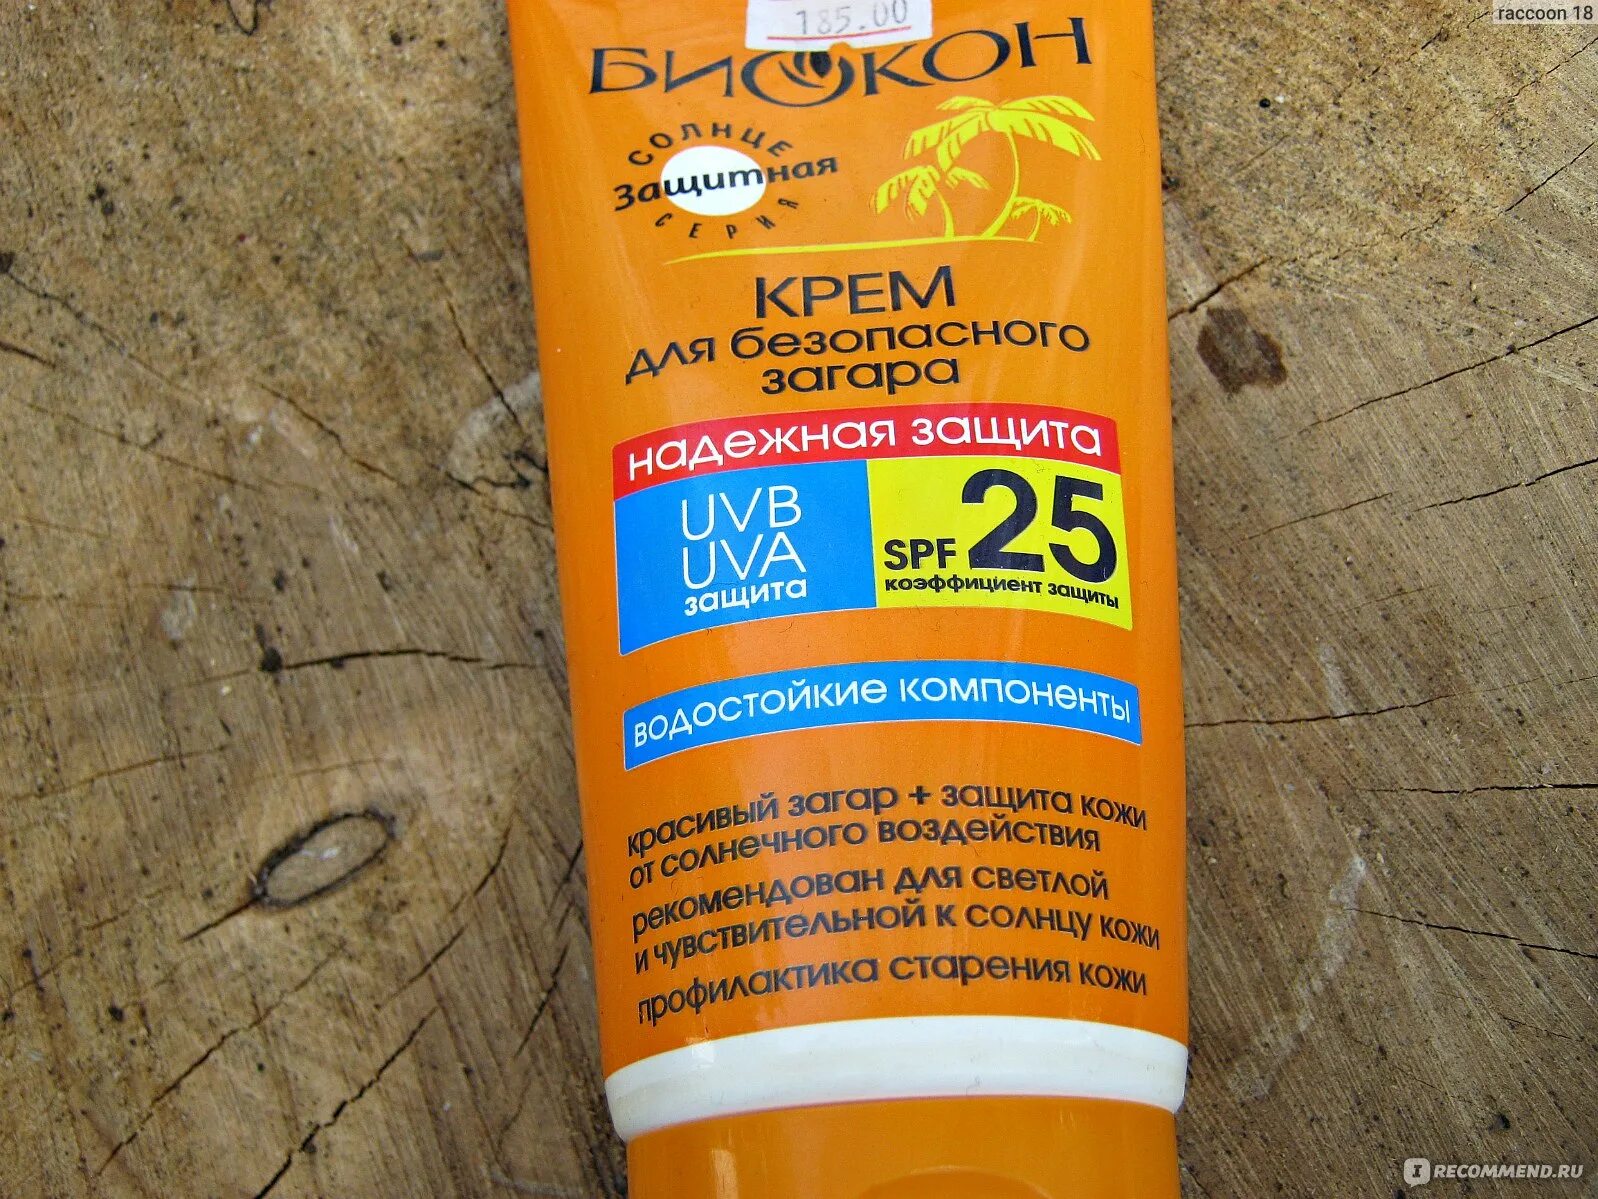 raccoon 18
185.00
БИОКОН
СОЛНЦЕ
защитная
СЕРИЯ
КРЕМ
для безопасного
загара
надежная защита
UVB
UVA
защита
SPF 25
коэффициент защиты
водостойкие компоненты
красивый загар + защита кожи
от солнечного воздействия
рекомендован для светлой
и чувствительной к солнцу кожи
профилактика старения кожи
RECOMMEND.RU